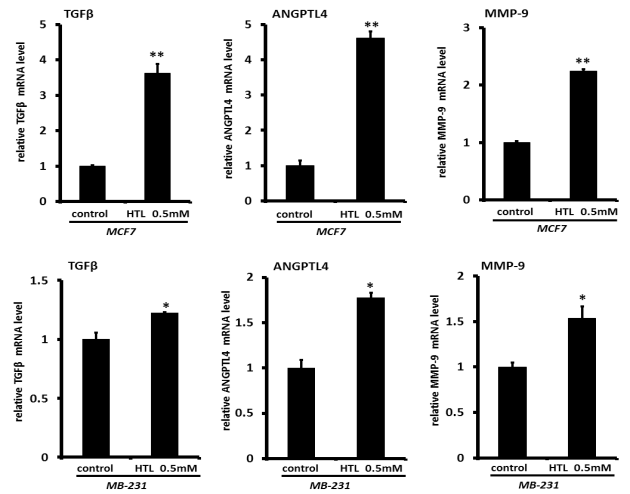 TGFβ
relative TGFβ mRNA level
5
4
3
2
1
0
**
control HTL 0.5mM
MCF7
ANGPTL4
relative ANGPTL4 mRNA level
5
4
3
2
1
0
**
control HTL 0.5mM
MCF7
MMP-9
relative MMP-9 mRNA level
3
2
1
0
**
control HTL 0.5mM
MCF7
TGFβ
relative TGFβ mRNA level
1.5
1
0.5
0
*
control HTL 0.5mM
MB-231
ANGPTL4
relative ANGPTL4 mRNA level
2
1.5
1
0.5
0
*
control HTL 0.5mM
MB-231
MMP-9
relative MMP-9 mRNA level
2
1.5
1
0.5
0
*
control HTL 0.5mM
MB-231